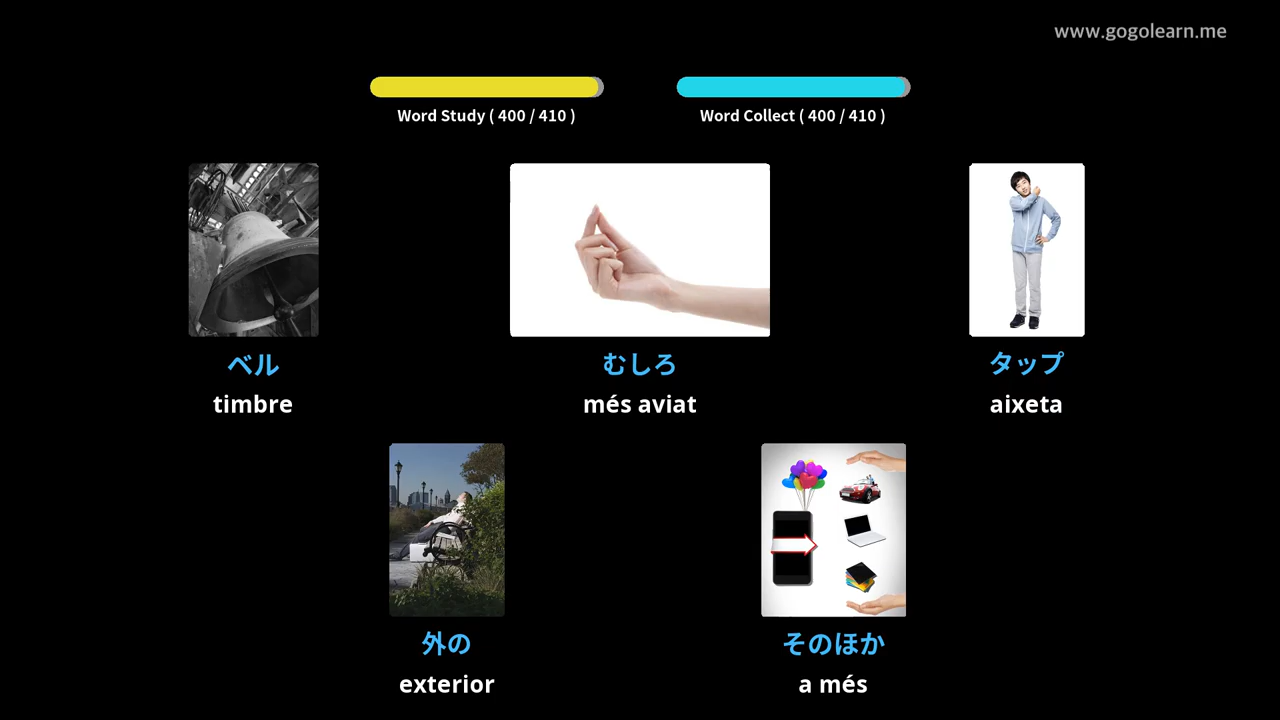 www.gogolearn.me
Word Study ( 400 / 410 )
Word Collect ( 400 / 410 )
ベル
timbre
むしろ
més aviat
タップ
aixeta
外の
exterior
そのほか
a més